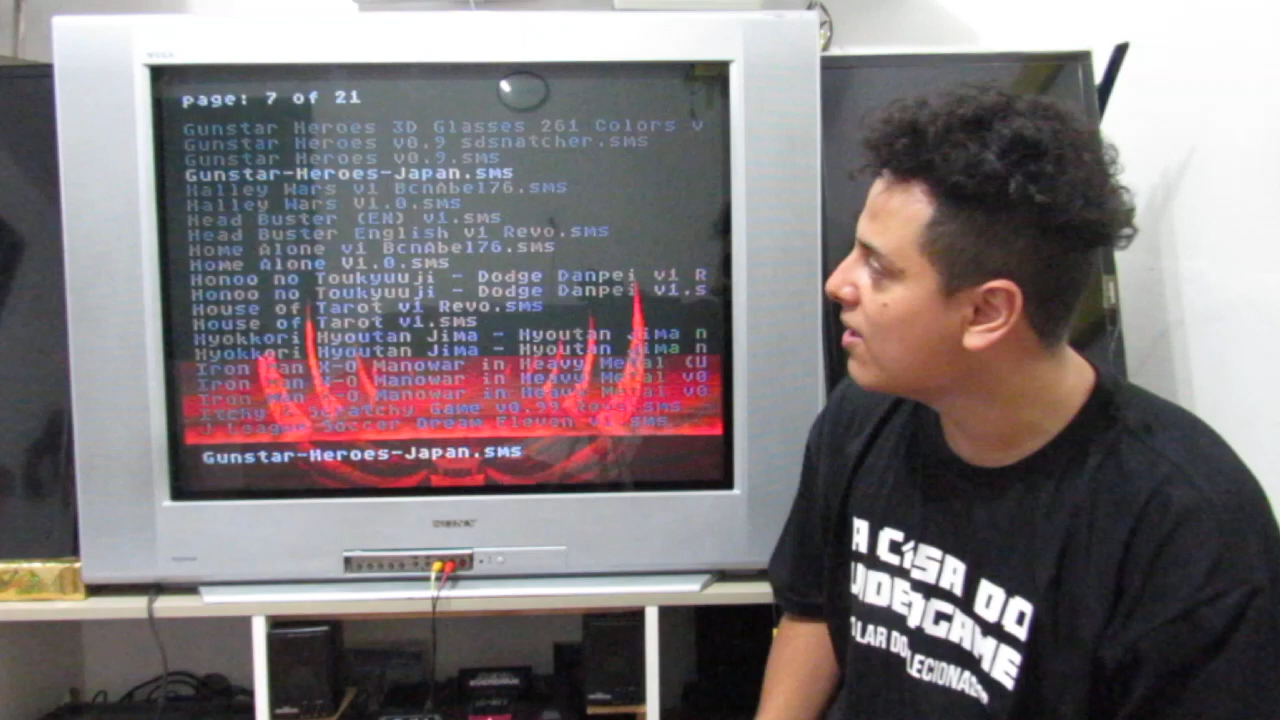 page: 7 of 21
Gunstar Heroes 3D Glasses 261 Colors v
Gunstar Heroes v0.9 sdsnatcher.sms
Gunstar Heroes v0.9.sms
Gunstar-Heroes-Japan.sms
Halley Wars v1 BcnAbel76.sms
Halley Wars v1.0.sms
Head Buster (EN) v1.sms
Head Buster English v1 Revo.sms
Home Alone v1 BcnAbel76.sms
Home Alone v1.0.sms
Honoo no Toukyuuji - Dodge Danpei v1 R
Honoo no Toukyuuji - Dodge Danpei v1.s
House of Tarot v1 Revo.sms
House of Tarot v1.sms
Hyokkori Hyoutan Jima - Hyoutan Jima n
Hyokkori Hyoutan Jima - Hyoutan Jima n
Iron Man X-O Manowar in Heavy Metal (U
Iron Man X-O Manowar in Heavy Metal v0
Iron Man X-O Manowar in Heavy Metal v0
Itchy & Scratchy Game
J League Soccer Dream Eleven v1.sms
Gunstar-Heroes-Japan.sms
SONY
A CASA DO
VIDEOGAME
LAR DO
LECIONA